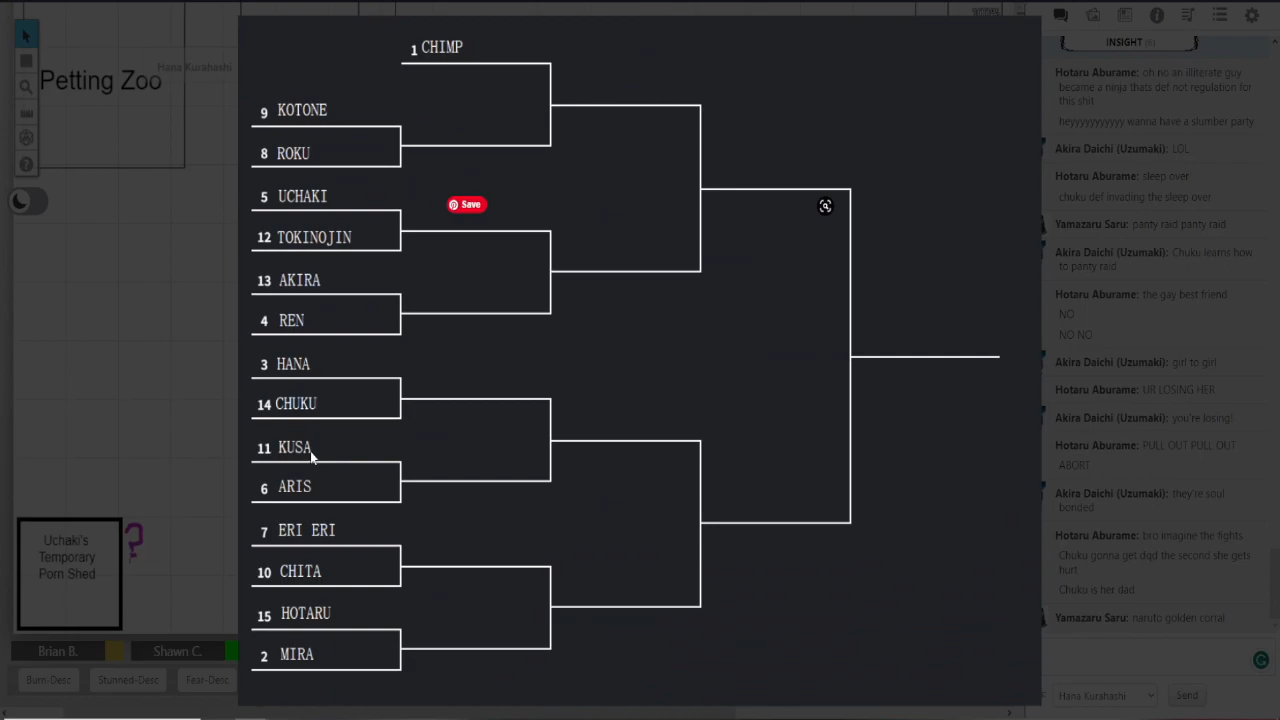 Petting Zoo
Hana Kurahashi
1 CHIMP
9 KOTONE
8 ROKU
5 UCHAKI
12 TOKINOJIN
13 AKIRA
4 REN
3 HANA
14 CHUKU
11 KUSA
6 ARIS
7 ERI ERI
10 CHITA
15 HOTARU
2 MIRA
Save
Uchaki's
Temporary
Porn Shed
?
Brian B.
Shawn C.
Burn-Desc
Stunned-Desc
Fear-Desc
INSIGHT (0)
Hotaru Aburame: oh no an illiterate guy
became a ninja thats def not regulation for
this shit
heyyyyyyyyyy wanna have a slumber party
Akira Daichi (Uzumaki): LOL
Hotaru Aburame: sleep over
chuku def invading the sleep over
Yamazaru Saru: panty raid panty raid
Akira Daichi (Uzumaki): Chuku learns how
to panty raid
Hotaru Aburame: the gay best friend
NO
NO NO
Akira Daichi (Uzumaki): girl to girl
Hotaru Aburame: UR LOSING HER
Akira Daichi (Uzumaki): you're losing!
Hotaru Aburame: PULL OUT PULL OUT
ABORT
Akira Daichi (Uzumaki): they're soul
bonded
Hotaru Aburame: bro imagine the fights
Chuku gonna get dqd the second she gets
hurt
Chuku is her dad
Yamazaru Saru: naruto golden corral
Hana Kurahashi
Send